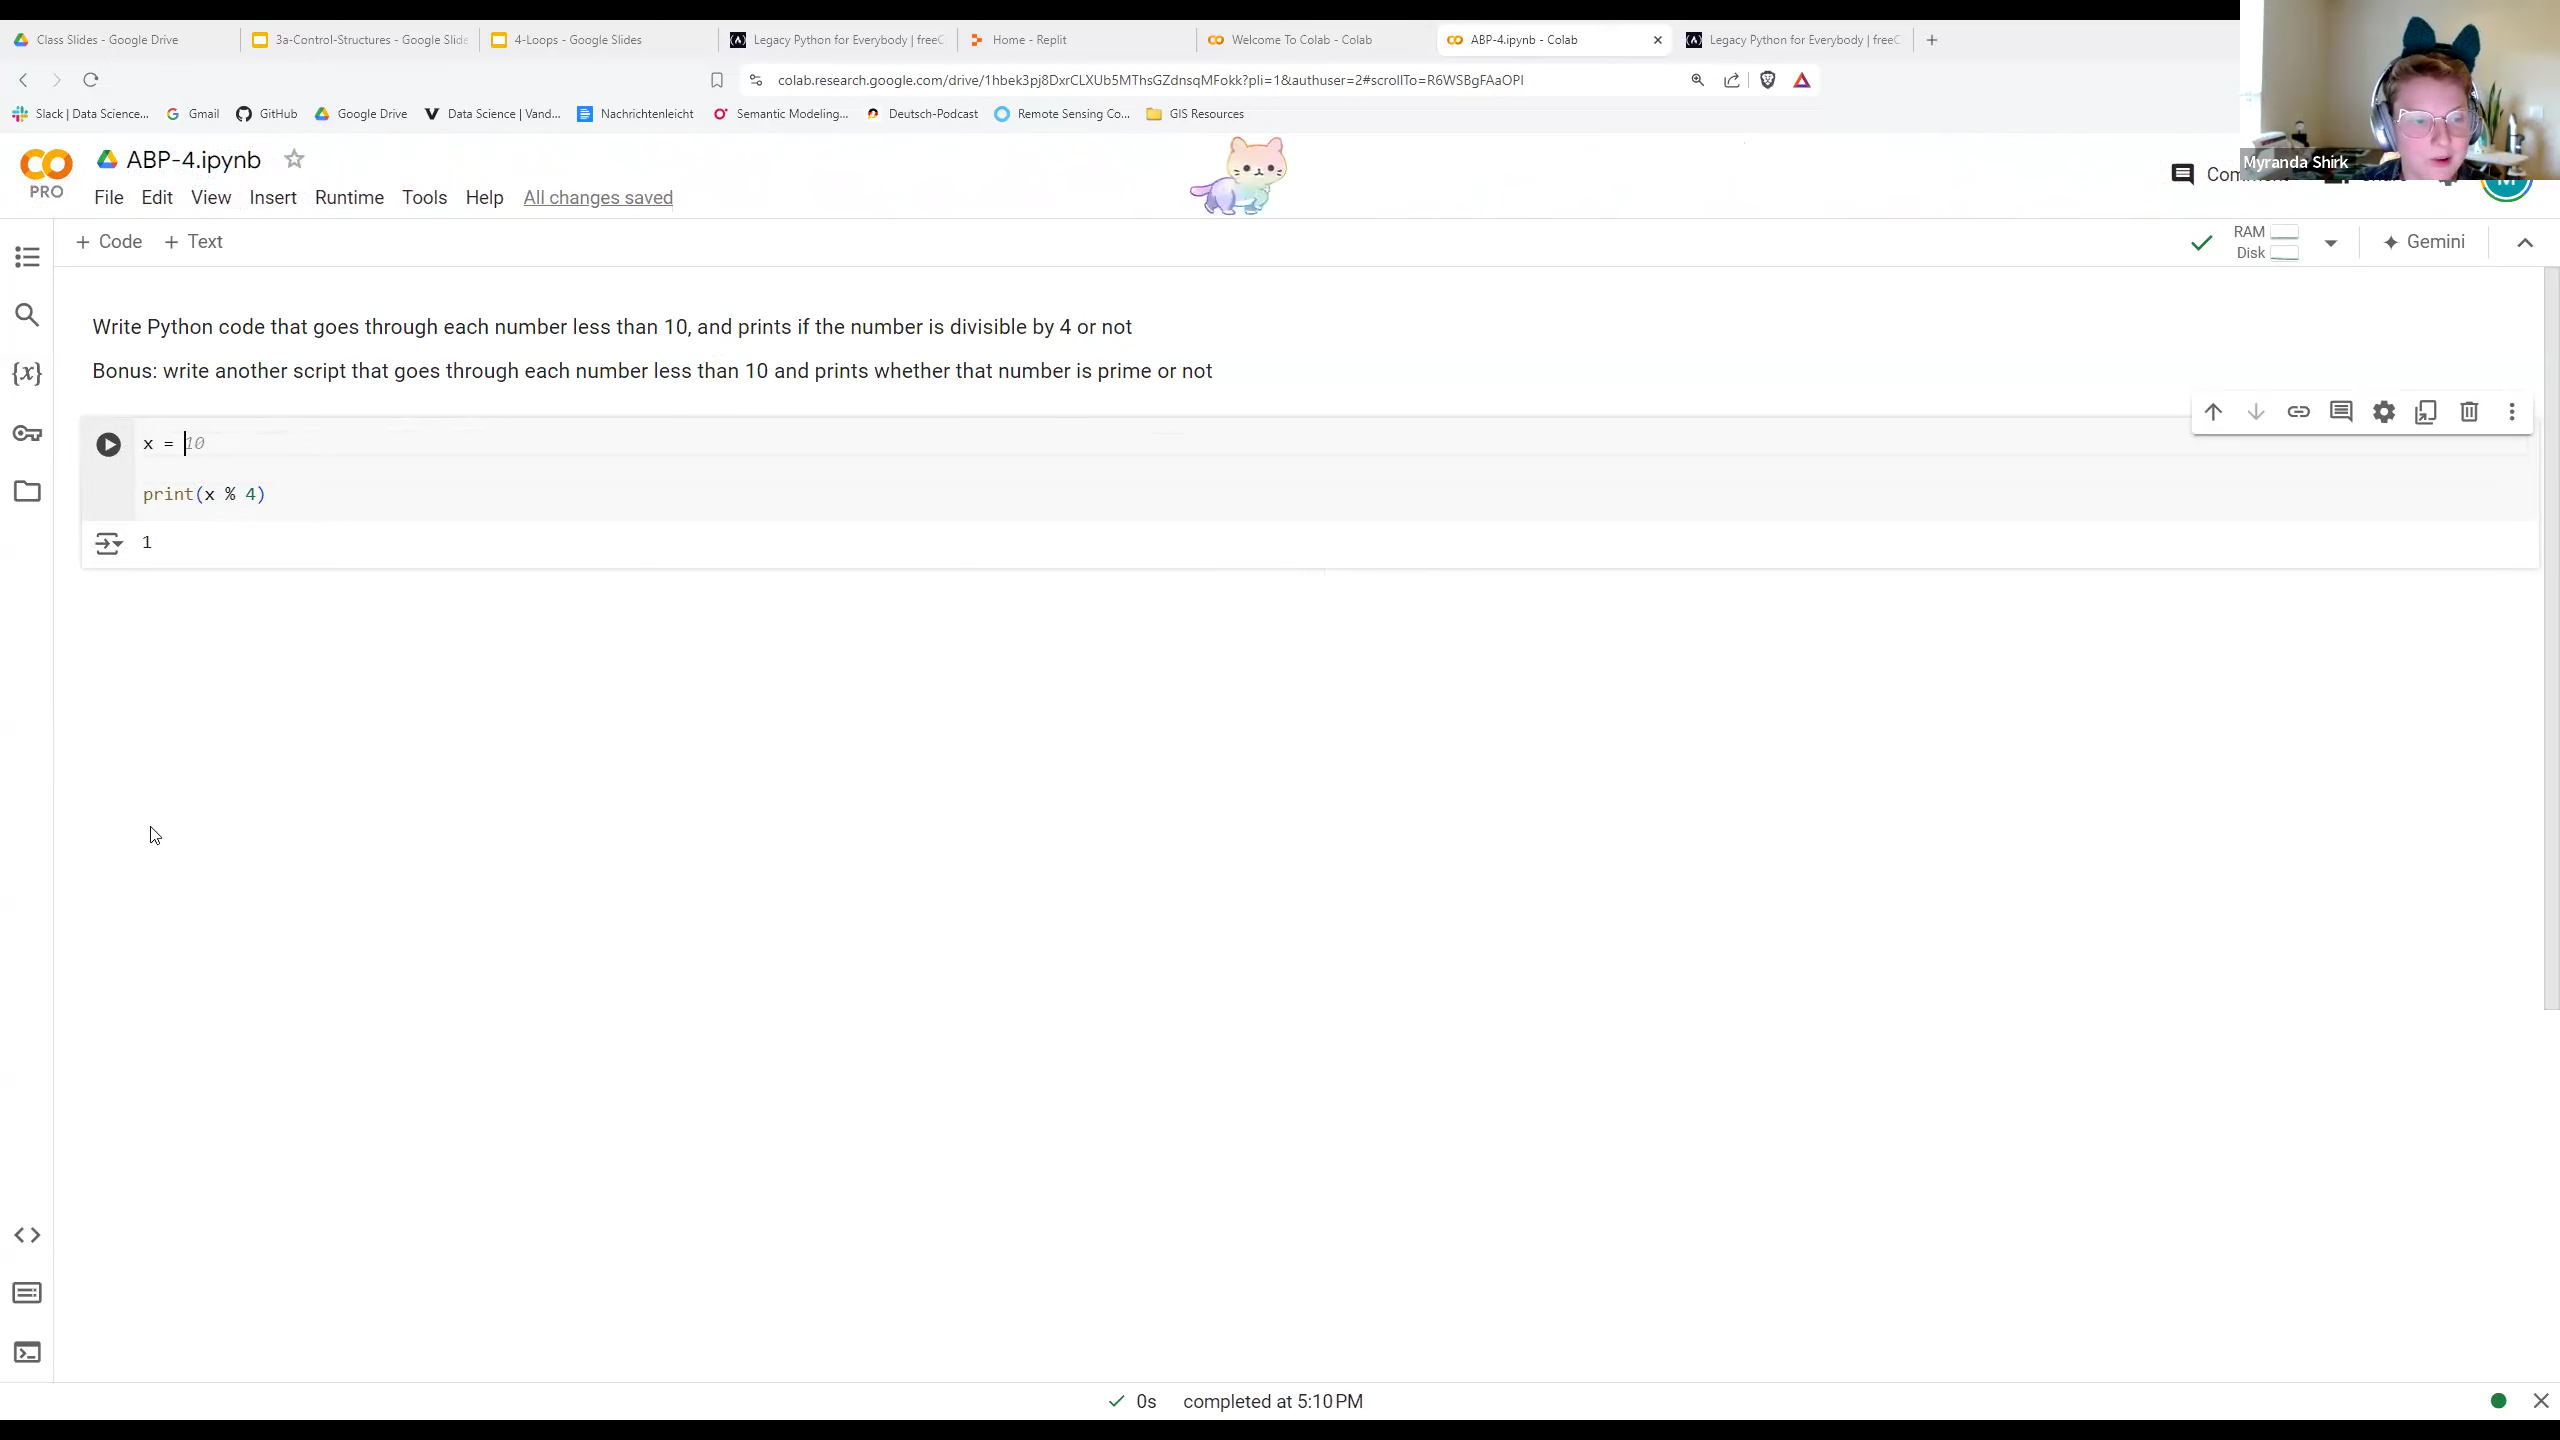 Class Slides - Google Drive
3a-Control-Structures - Google Slide
4-Loops - Google Slides
Legacy Python for Everybody | freeC
Home - Replit
Welcome To Colab - Colab
ABP-4.ipynb - Colab
Legacy Python for Everybody | freeC
colab.research.google.com/drive/1hbek3pj8DxrCLXUb5MThsGZdnsqMFokk?pli=1&authuser=2#scrollTo=R6WSBgFAaOPI
Slack | Data Science...
Gmail
GitHub
Google Drive
Data Science | Vand...
Nachrichtenleicht
Semantic Modeling...
Deutsch-Podcast
Remote Sensing Co...
GIS Resources
Myranda Shirk
PRO
ABP-4.ipynb
File Edit View Insert Runtime Tools Help All changes saved
+ Code + Text
RAM
Disk
Gemini
Write Python code that goes through each number less than 10, and prints if the number is divisible by 4 or not
Bonus: write another script that goes through each number less than 10 and prints whether that number is prime or not
{x}
x = 10
print(x % 4)
1
0s completed at 5:10 PM